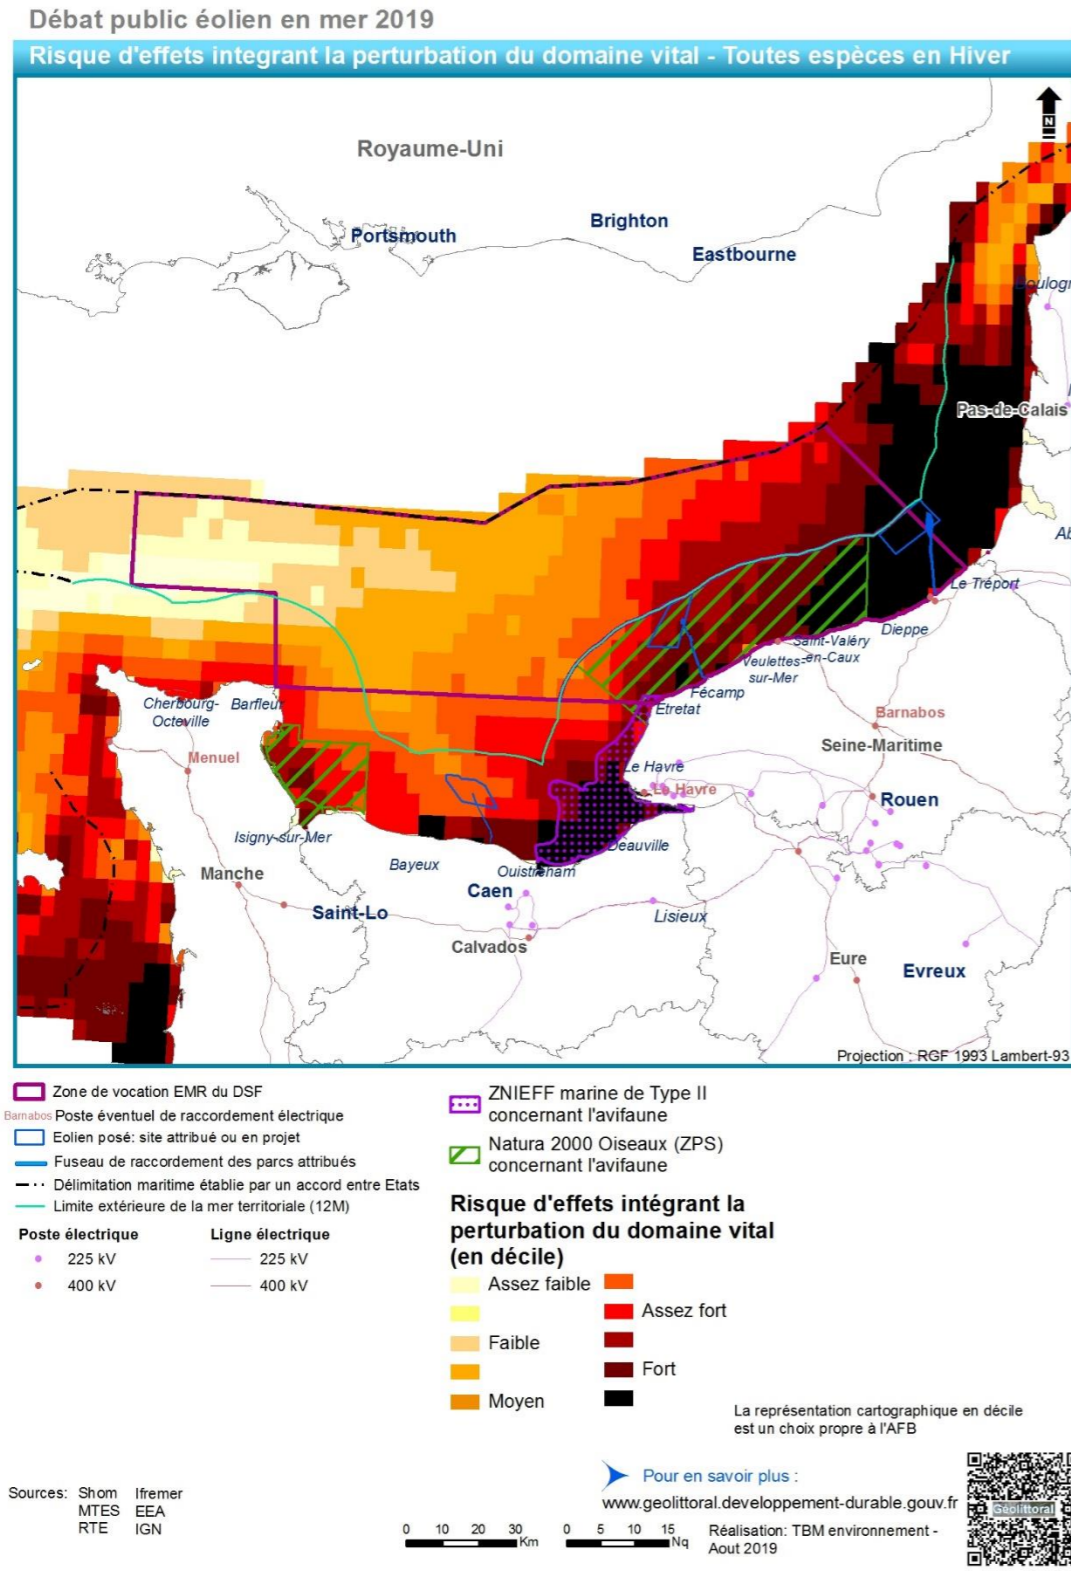 Débat public éolien en mer 2019
Risque d'effets integrant la perturbation du domaine vital - Toutes espèces en Hiver
N
Royaume-Uni
Brighton
Portsmouth
Eastbourne
Pas-de-Calais
Le Tréport
Dieppe
Saint-Valéry
-en-Caux
Veulettes-
sur-Mer
Fécamp
Etretat
Cherbourg-
Octeville
Barfleur
Barnabos
Seine-Maritime
Menuel
Le Havre
Le Havre
Rouen
Isigny-sur-Mer
Deauville
Bayeux
Ouistreham
Manche
Caen
Saint-Lo
Lisieux
Calvados
Eure
Evreux
Projection : RGF 1993 Lambert-93
Zone de vocation EMR du DSF
Barnabos Poste éventuel de raccordement électrique
Eolien posé: site attribué ou en projet
Fuseau de raccordement des parcs attribués
Délimitation maritime établie par un accord entre Etats
Limite extérieure de la mer territoriale (12M)
Poste électrique
225 kV
400 kV
Ligne électrique
225 kV
400 kV
ZNIEFF marine de Type II
concernant l'avifaune
Natura 2000 Oiseaux (ZPS)
concernant l'avifaune
Risque d'effets intégrant la
perturbation du domaine vital
(en décile)
Assez faible
Faible
Moyen
Assez fort
Fort
La représentation cartographique en décile
est un choix propre à l'AFB
Pour en savoir plus :
www.geolittoral.developpement-durable.gouv.fr
Géolittoral
Sources: Shom Ifremer
MTES EEA
RTE IGN
0 10 20 30
Km
0 5 10 15
Nq
Réalisation: TBM environnement -
Aout 2019